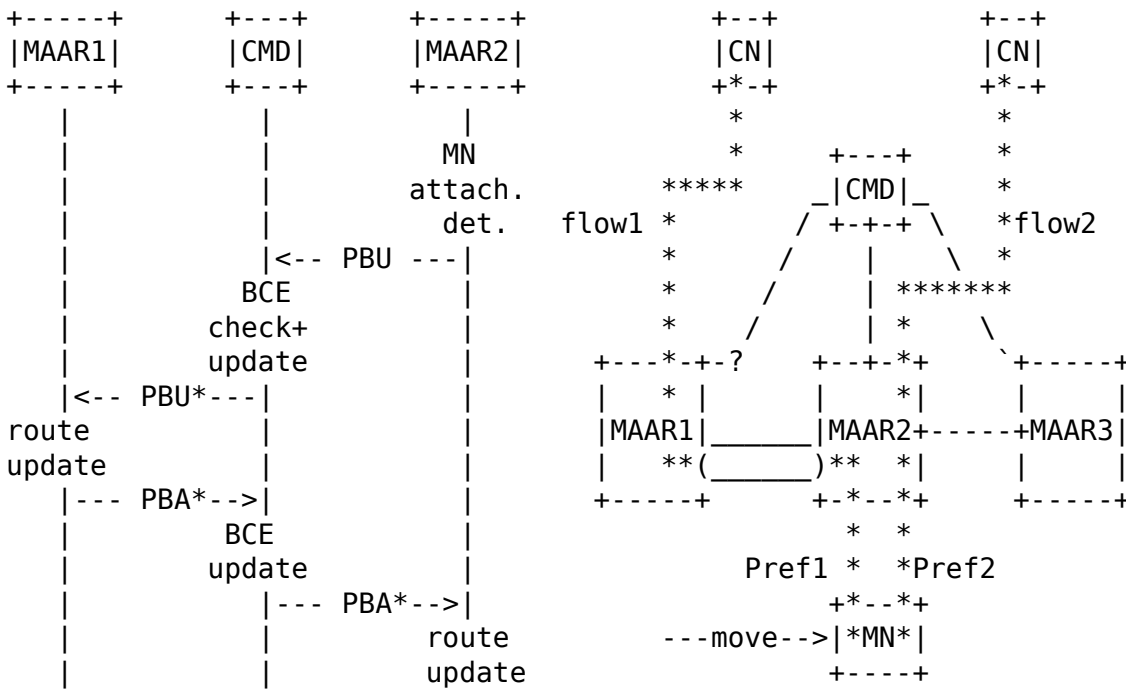 MAAR1 CMD MAAR2 CN CN
MN
attach. CMD
det. flow1 flow2
<-- PBU ---
BCE
check+
update ?
<-- PBU*---
route MAAR1 MAAR2 MAAR3
update
--- PBA*-->
BCE
update Pref1 Pref2
--- PBA*-->
route ---move--> *MN*
update